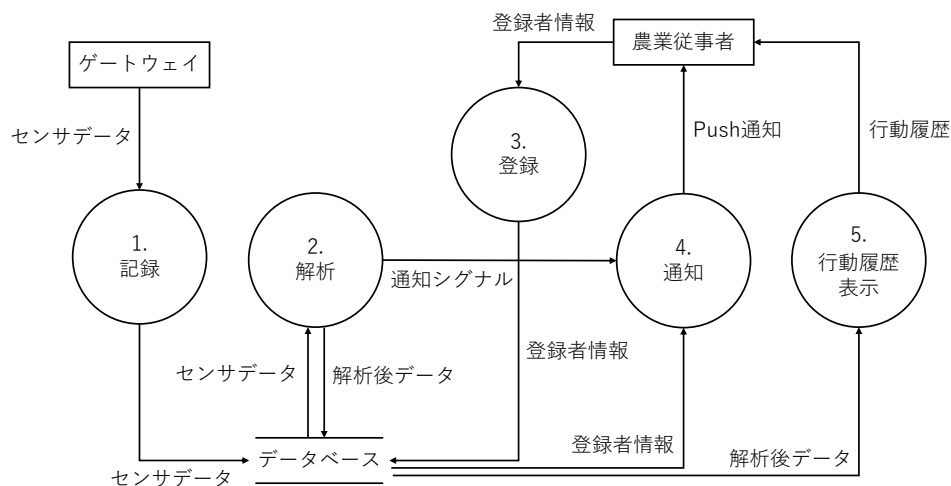 登録者情報
農業従事者
ゲートウェイ
センサデータ
3.
登録
Push通知
行動履歴
1.
記録
2.
解析
通知シグナル
4.
通知
5.
行動履歴
表示
登録者情報
センサデータ
解析後データ
データベース
センサデータ
登録者情報
解析後データ